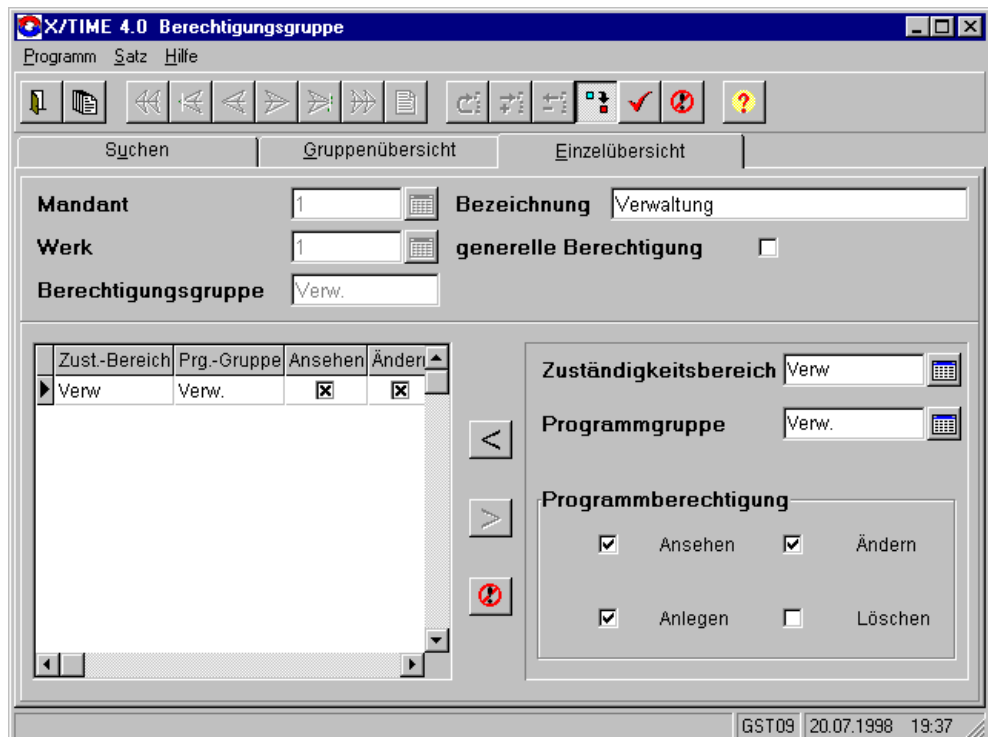 X/TIME 4.0 Berechtigungsgruppe
Programm Satz Hilfe
Suchen Gruppenübersicht Einzelübersicht
Mandant 1 Bezeichnung Verwaltung
Werk 1 generelle Berechtigung
Berechtigungsgruppe Verw.
Zust.-Bereich Prg.-Gruppe Ansehen Ändern
Verw Verw.
Zuständigkeitsbereich Verw
Programmgruppe Verw.
<
>
Programmberechtigung
Ansehen Ändern
Anlegen Löschen
GST09 20.07.1998 19:37